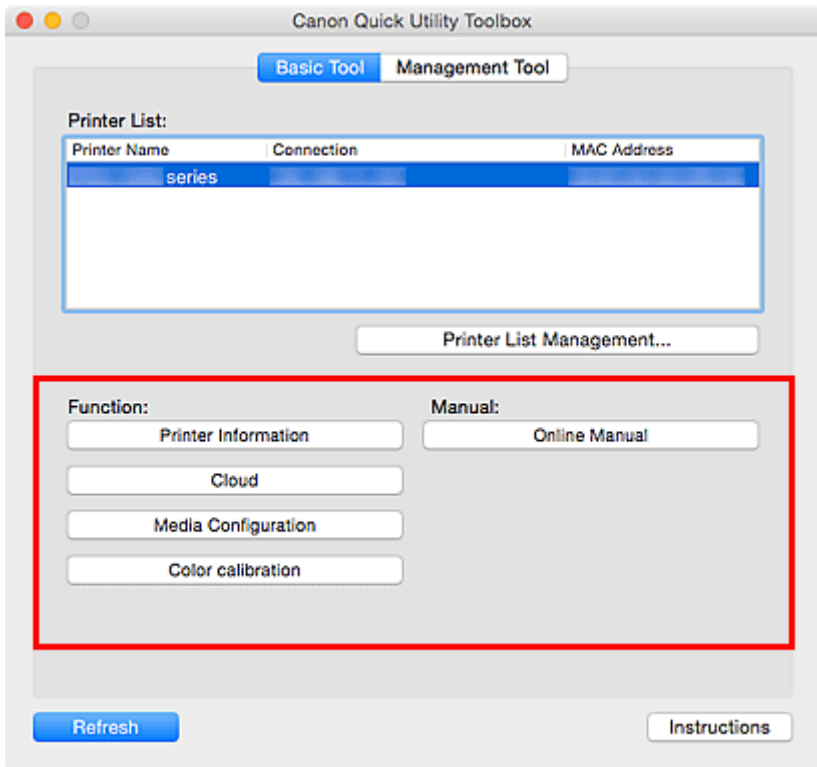 Canon Quick Utility Toolbox
Basic Tool Management Tool
Printer List:
Printer Name Connection MAC Address
series
Printer List Management...
Function: Manual:
Printer Information Online Manual
Cloud
Media Configuration
Color calibration
Refresh Instructions